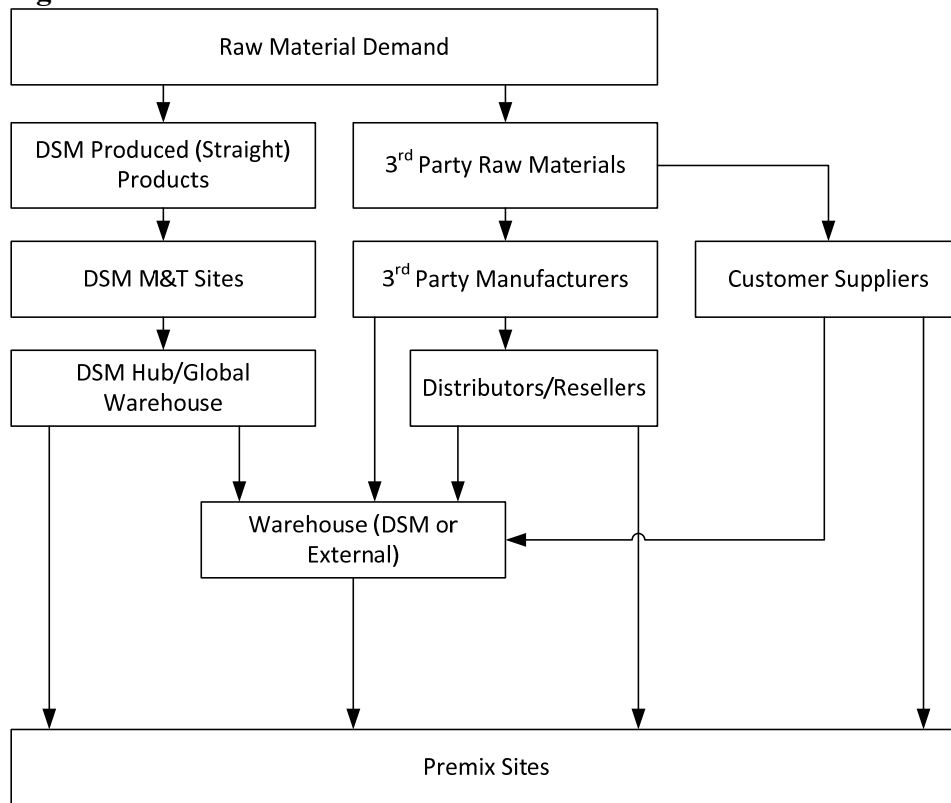 Raw Material Demand
DSM Produced (Straight)
Products
3rd Party Raw Materials
DSM M&T Sites
3rd Party Manufacturers
Customer Suppliers
DSM Hub/Global
Warehouse
Distributors/Resellers
Warehouse (DSM or
External)
Premix Sites